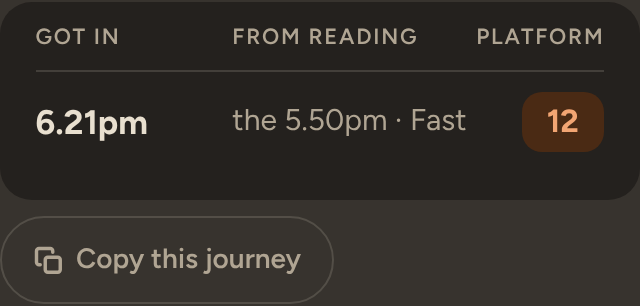 GOT IN FROM READING PLATFORM
6.21pm the 5.50pm · Fast 12
Copy this journey